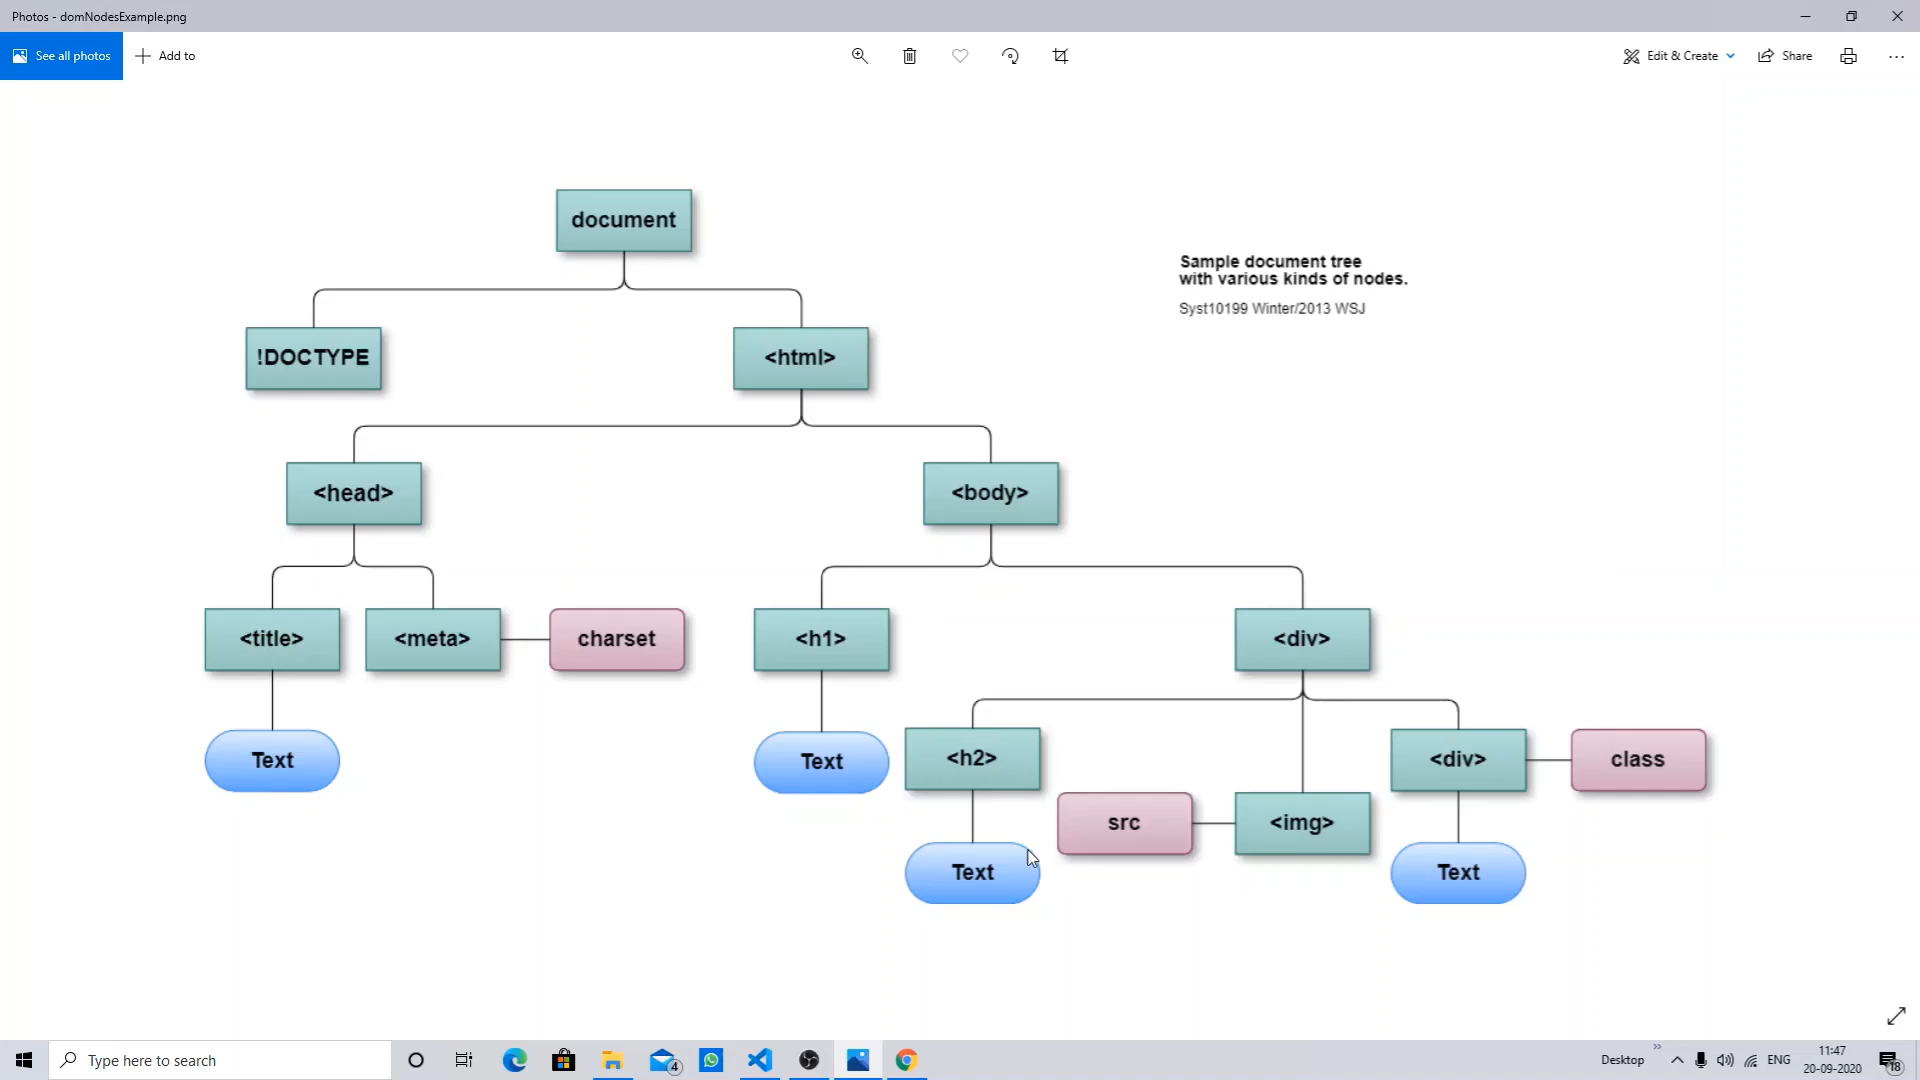 Photos - domNodesExample.png
See all photos
Add to
Edit & Create
Share
document
Sample document tree
with various kinds of nodes.
Syst10199 Winter/2013 WSJ
!DOCTYPE
<html>
<head>
<body>
<title>
<meta>
charset
<h1>
<div>
Text
Text
<h2>
<div>
class
src
<img>
Text
Text
Type here to search
4
Desktop
ENG
11:47
20-09-2020
18